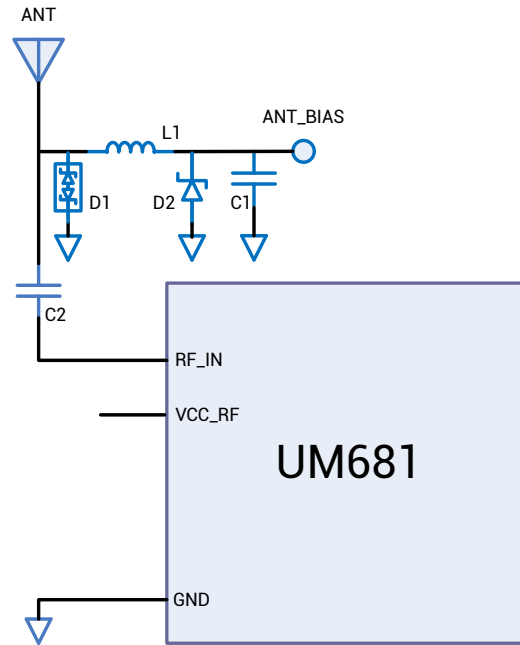 ANT
L1
ANT_BIAS
D1
D2
C1
C2
RF_IN
VCC_RF
UM681
GND